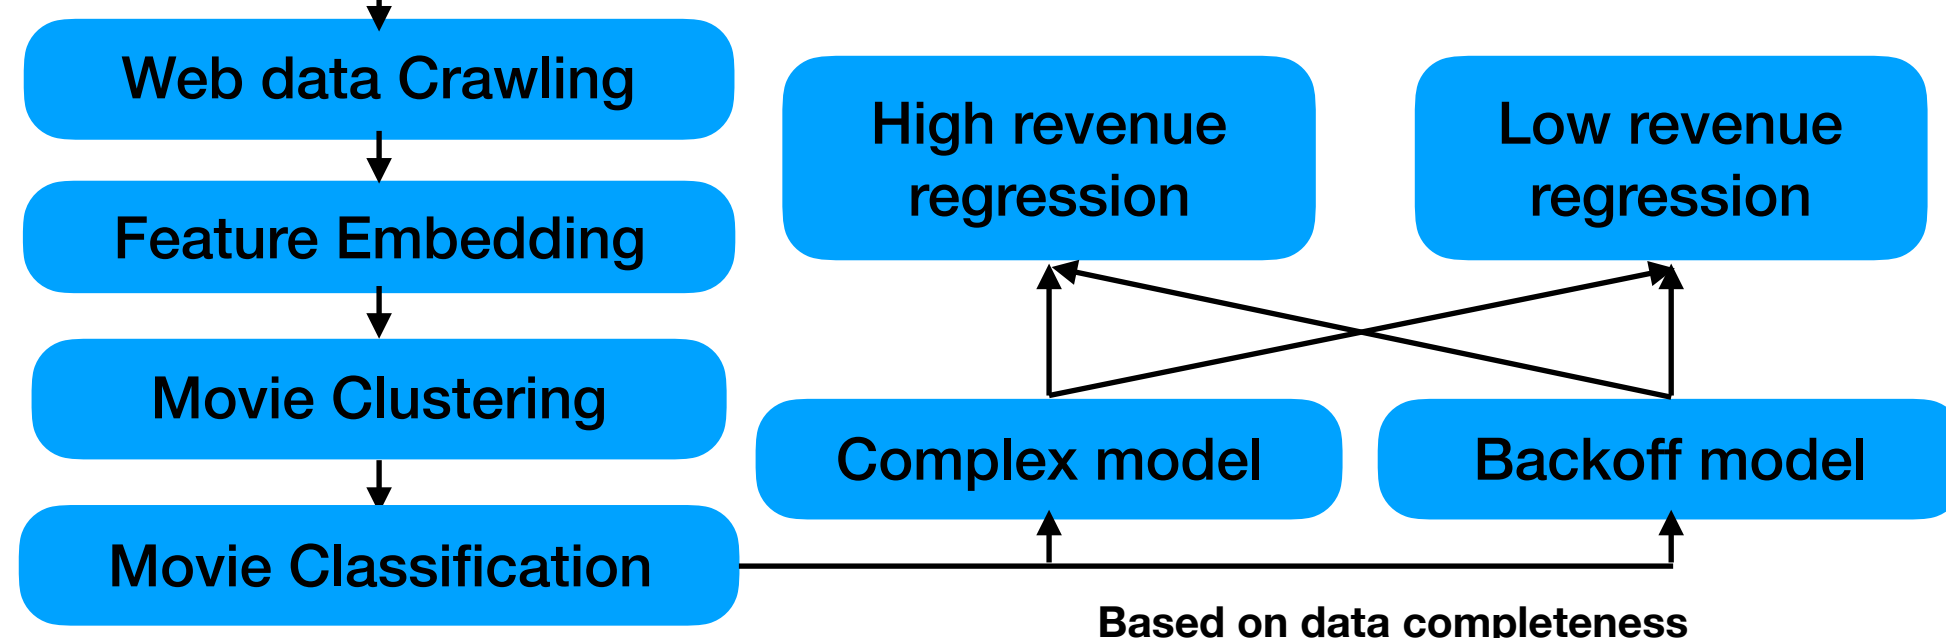 Web data Crawling
Feature Embedding
Movie Clustering
Movie Classification
High revenue
regression
Low revenue
regression
Complex model
Backoff model
Based on data completeness